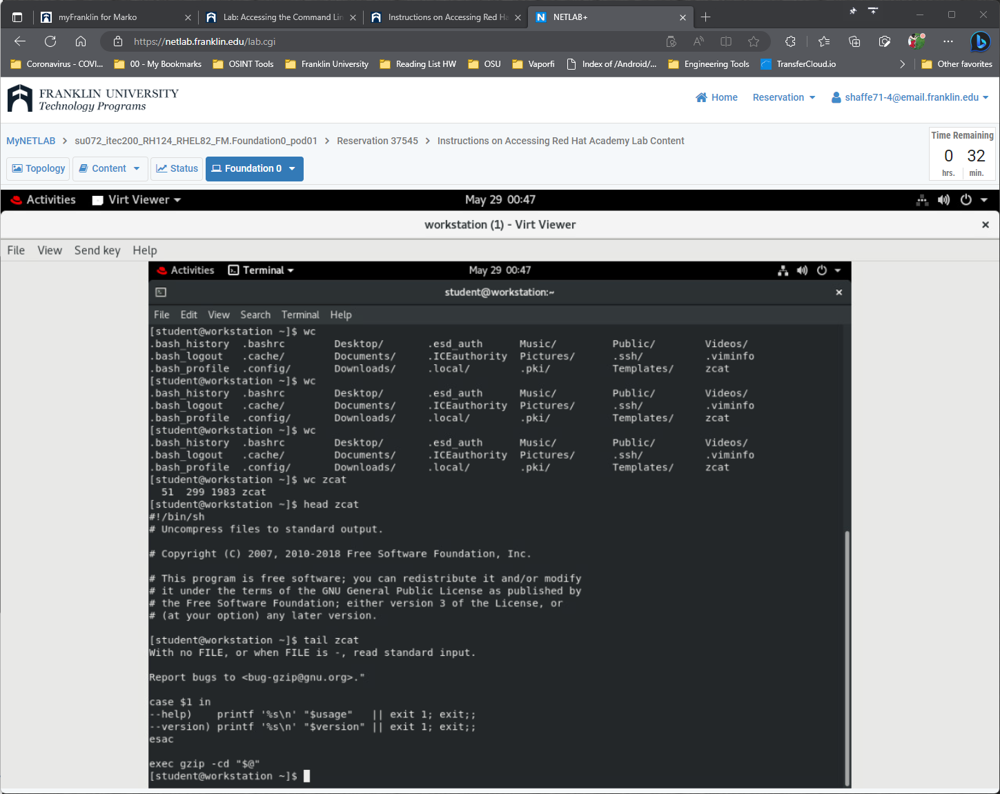 myFranklin for Marko
Lab: Accessing the Command Lin
Instructions on Accessing Red Ha
NETLAB+
https://netlab.franklin.edu/lab.cgi
Coronavirus - COVI... 00 - My Bookmarks OSINT Tools Franklin University Reading List HW OSU Vaporfi Index of /Android/... Engineering Tools TransferCloud.io Other favorites
FRANKLIN UNIVERSITY
Technology Programs
Home Reservation shaffe71-4@email.franklin.edu
MyNETLAB > su072_itec200_RH124_RHEL82_FM.Foundation0_pod01 > Reservation 37545 > Instructions on Accessing Red Hat Academy Lab Content
Time Remaining
0 32
hrs. min.
Topology Content Status Foundation 0
Activities Virt Viewer May 29 00:47
workstation (1) - Virt Viewer
File View Send key Help
Activities Terminal May 29 00:47
student@workstation:~
File Edit View Search Terminal Help
[student@workstation ~]$ wc
.bash_history .bashrc Desktop/ .esd_auth Music/ Public/ Videos/
.bash_logout .cache/ Documents/ .ICEauthority Pictures/ .ssh/ .viminfo
.bash_profile .config/ Downloads/ .local/ .pki/ Templates/ zcat
[student@workstation ~]$ wc
.bash_history .bashrc Desktop/ .esd_auth Music/ Public/ Videos/
.bash_logout .cache/ Documents/ .ICEauthority Pictures/ .ssh/ .viminfo
.bash_profile .config/ Downloads/ .local/ .pki/ Templates/ zcat
[student@workstation ~]$ wc
.bash_history .bashrc Desktop/ .esd_auth Music/ Public/ Videos/
.bash_logout .cache/ Documents/ .ICEauthority Pictures/ .ssh/ .viminfo
.bash_profile .config/ Downloads/ .local/ .pki/ Templates/ zcat
[student@workstation ~]$ wc zcat
51 299 1983 zcat
[student@workstation ~]$ head zcat
#!/bin/sh
# Uncompress files to standard output.
# Copyright (C) 2007, 2010-2018 Free Software Foundation, Inc.
# This program is free software; you can redistribute it and/or modify
# it under the terms of the GNU General Public License as published by
# the Free Software Foundation; either version 3 of the License, or
# (at your option) any later version.
[student@workstation ~]$ tail zcat
With no FILE, or when FILE is -, read standard input.
Report bugs to <bug-gzip@gnu.org>."
case $1 in
--help) printf '%s\n' "$usage" || exit 1; exit;;
--version) printf '%s\n' "$version" || exit 1; exit;;
esac
exec gzip -cd "$@"
[student@workstation ~]$